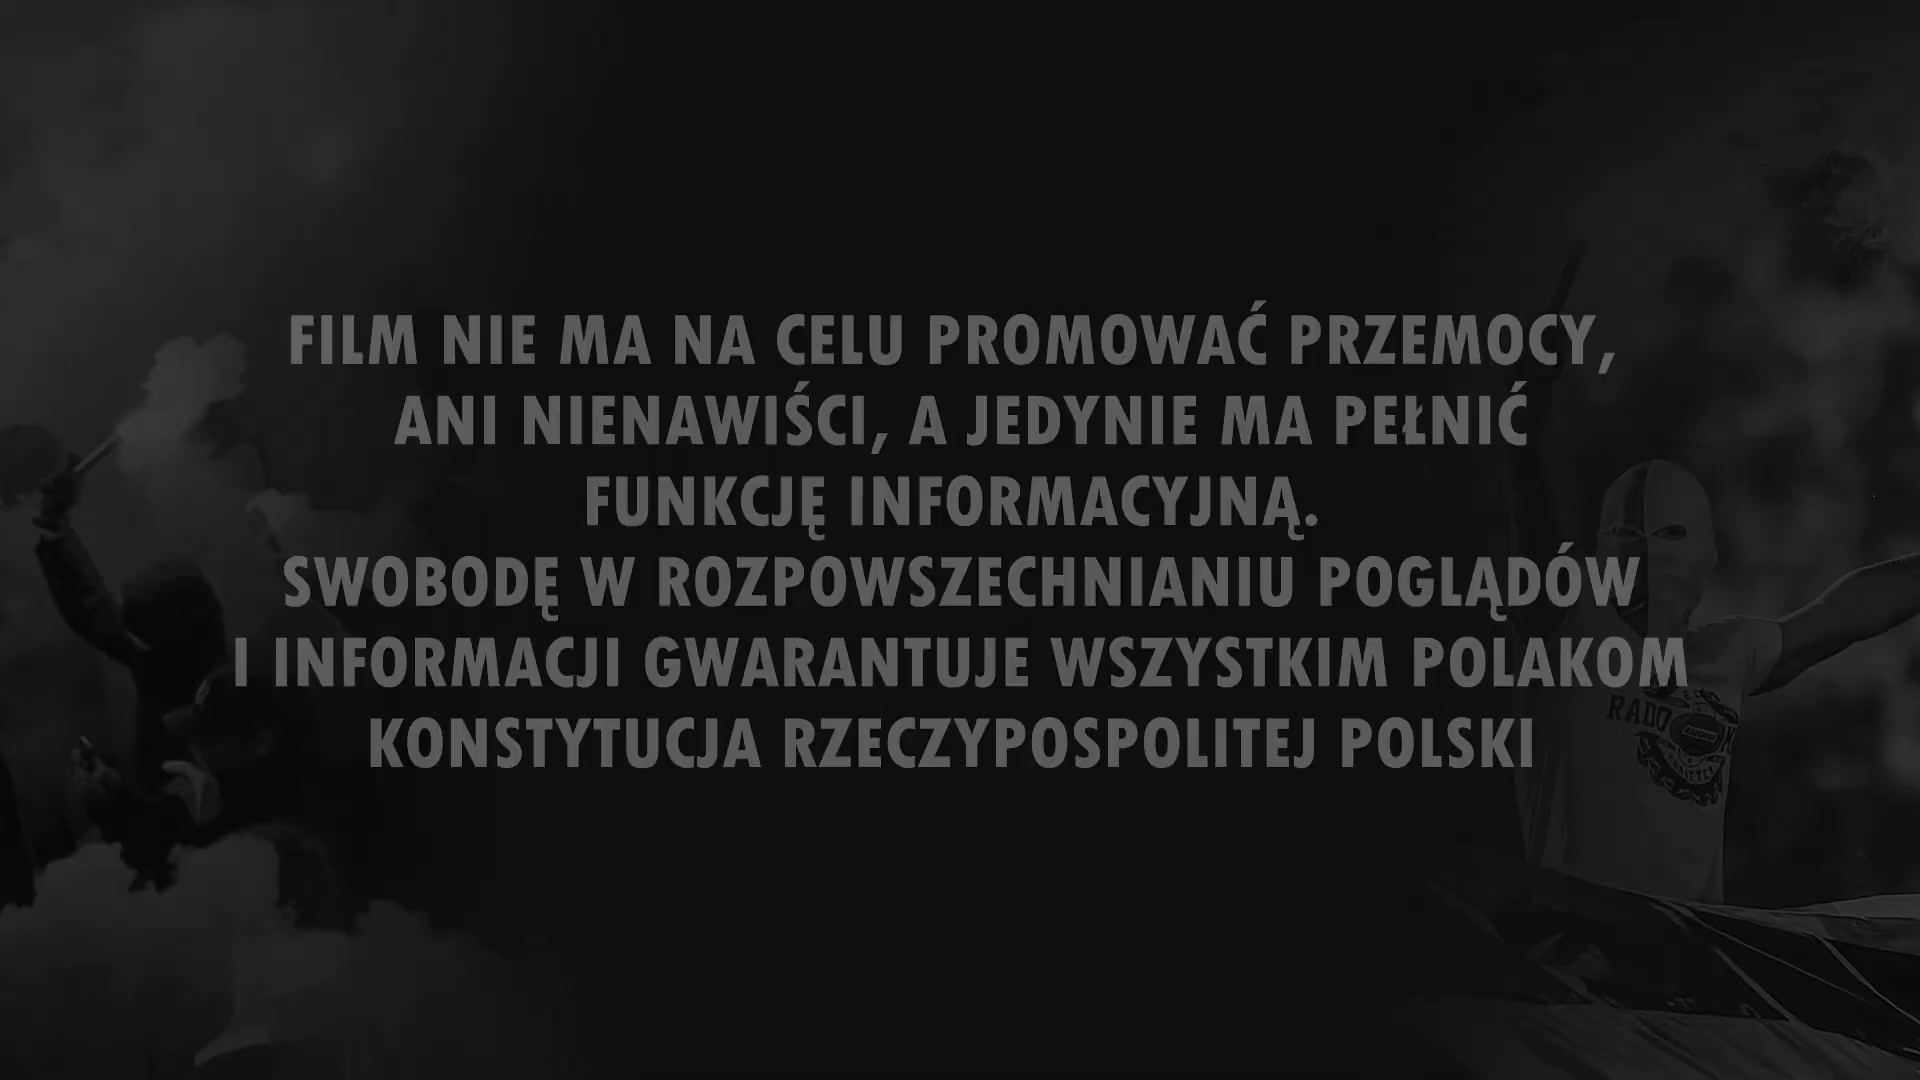 FILM NIE MA NA CELU PROMOWAĆ PRZEMOCY,
ANI NIENAWIŚCI, A JEDYNIE MA PEŁNIĆ
FUNKCJĘ INFORMACYJNĄ.
SWOBODĘ W ROZPOWSZECHNIANIU POGLĄDÓW
I INFORMACJI GWARANTUJE WSZYSTKIM POLAKOM
KONSTYTUCJA RZECZYPOSPOLITEJ POLSKI